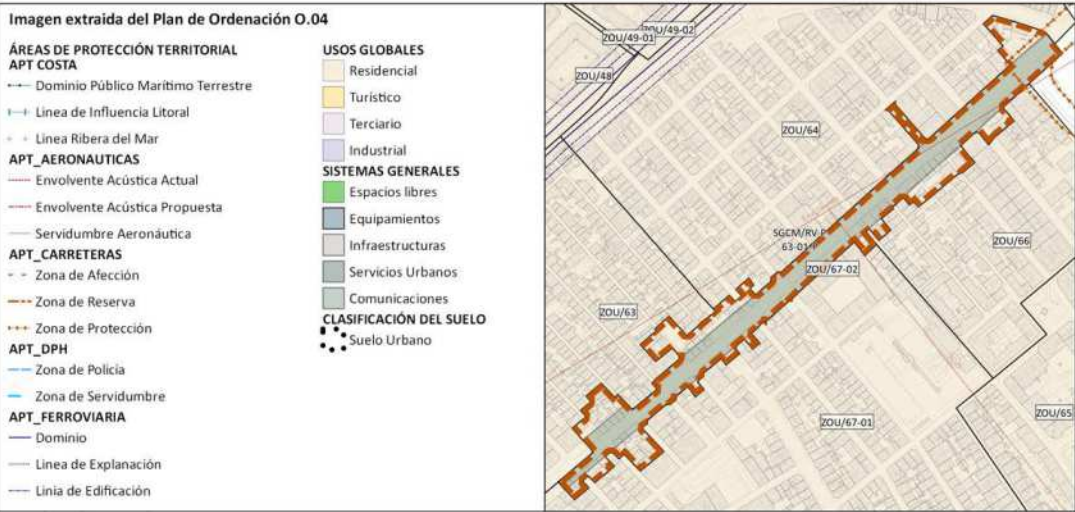 Imagen extraida del Plan de Ordenación O.04
ÁREAS DE PROTECCIÓN TERRITORIAL
APT COSTA
Dominio Público Marítimo Terrestre
Linea de Influencia Litoral
Linea Ribera del Mar
APT_AERONAUTICAS
Envolvente Acústica Actual
Envolvente Acústica Propuesta
Servidumbre Aeronáutica
APT_CARRETERAS
Zona de Afección
Zona de Reserva
Zona de Protección
APT_DPH
Zona de Policía
Zona de Servidumbre
APT_FERROVIARIA
Dominio
Linea de Explanación
Linia de Edificación
USOS GLOBALES
Residencial
Turístico
Terciario
Industrial
SISTEMAS GENERALES
Espacios libres
Equipamientos
Infraestructuras
Servicios Urbanos
Comunicaciones
CLASIFICACIÓN DEL SUELO
Suelo Urbano
ZOU/49-01
ZOU/49-02
ZOU/48
ZOU/64
SGCM/RV-P
ZOU/66
ZOU/67-02
ZOU/63
ZOU/65
ZOU/67-01